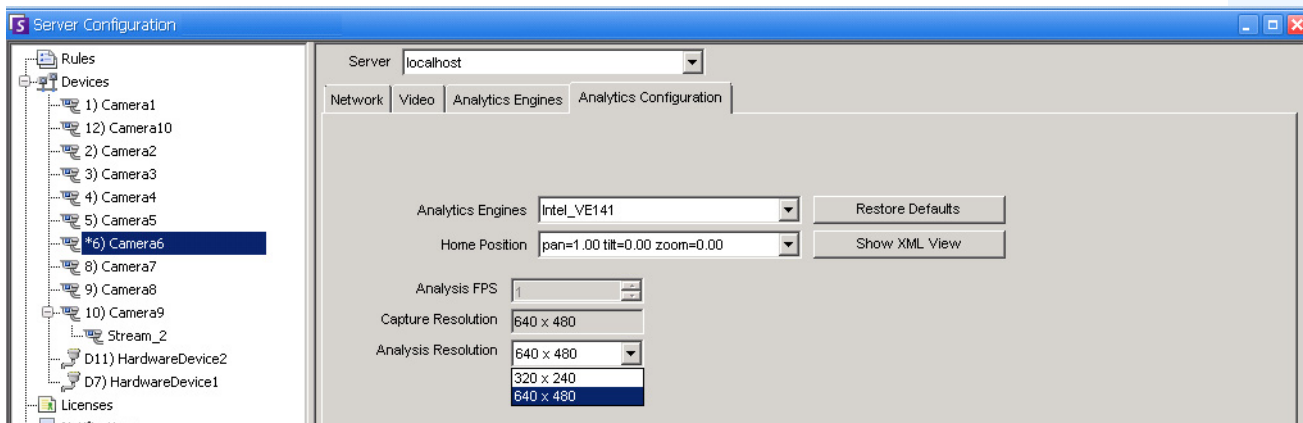 Server Configuration
Rules
Devices
1) Camera1
12) Camera10
2) Camera2
3) Camera3
4) Camera4
5) Camera5
*6) Camera6
8) Camera7
9) Camera8
10) Camera9
Stream_2
D11) HardwareDevice2
D7) HardwareDevice1
Licenses
Server localhost
Network Video Analytics Engines Analytics Configuration
Analytics Engines Intel_VE141 Restore Defaults
Home Position pan=1.00 tilt=0.00 zoom=0.00 Show XML View
Analysis FPS 1
Capture Resolution 640 x 480
Analysis Resolution 640 x 480
320 x 240
640 x 480